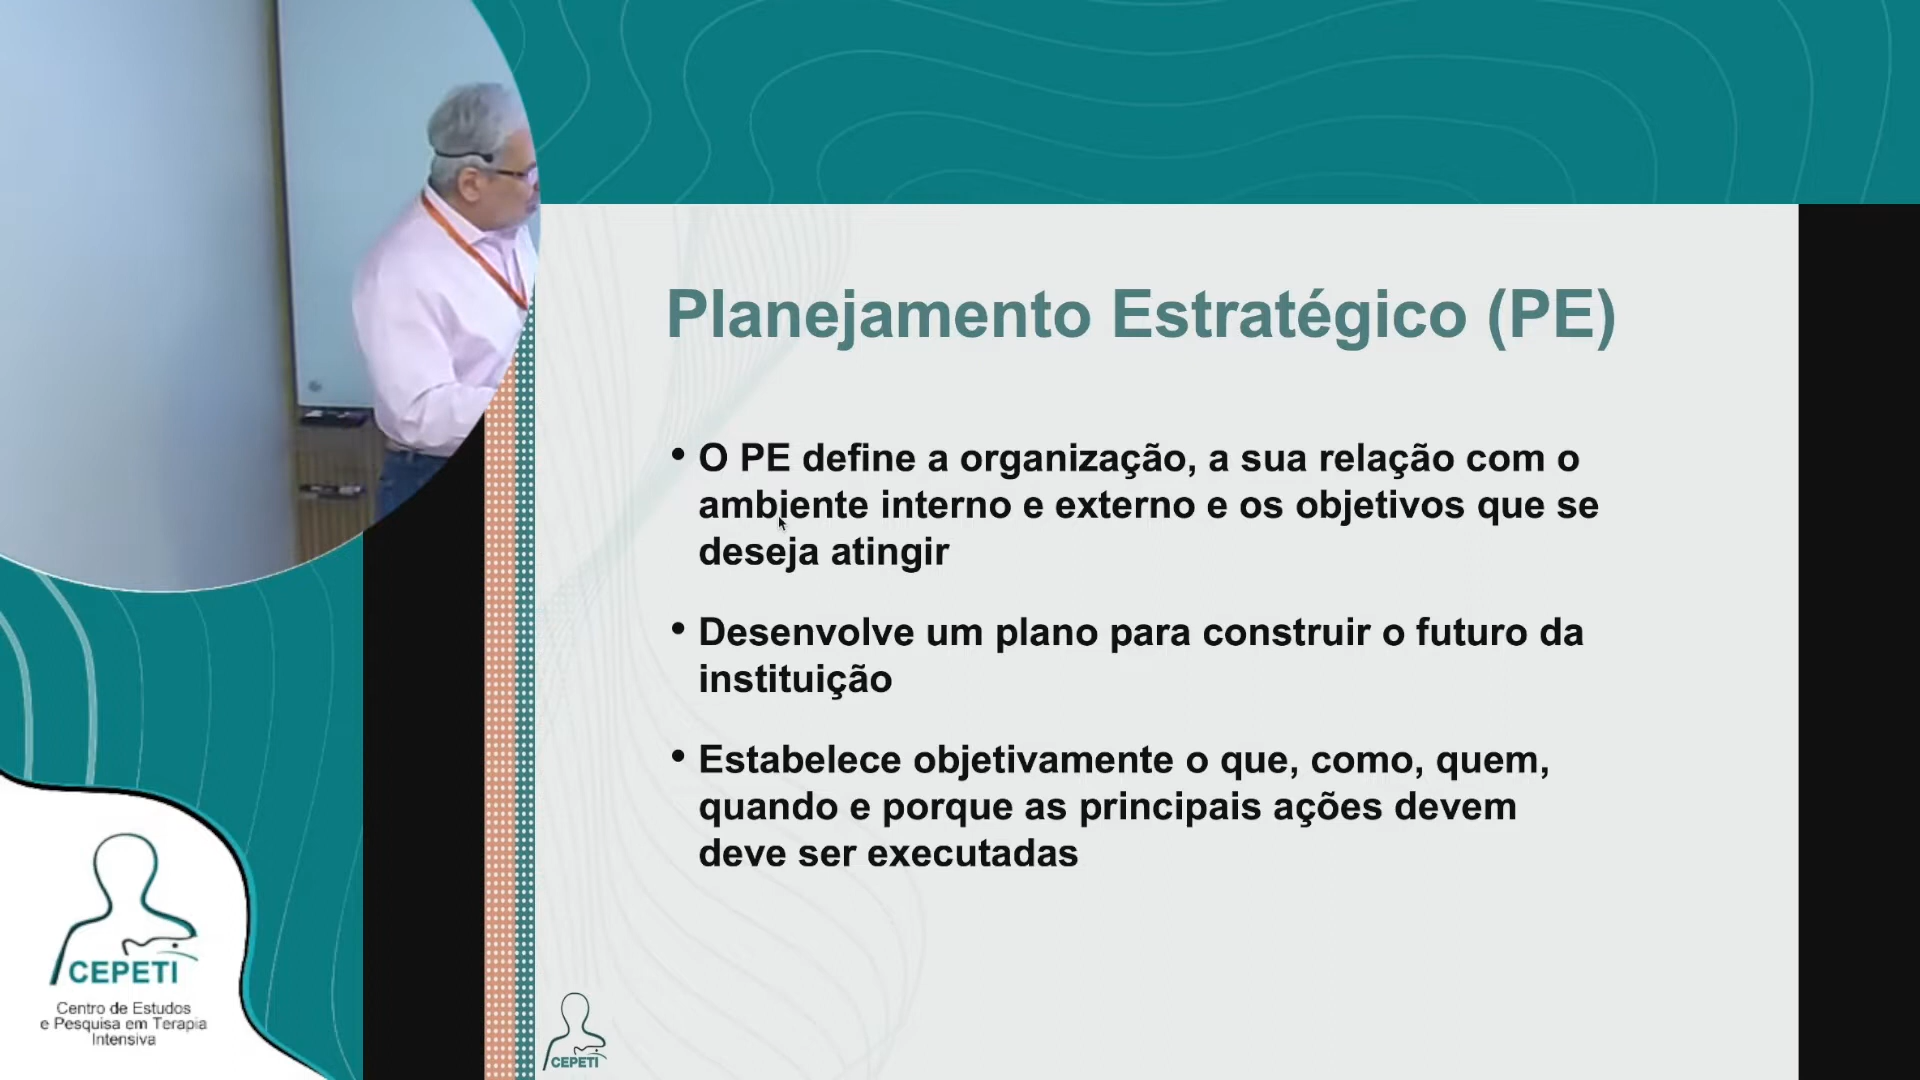 Planejamento Estratégico (PE)
• O PE define a organização, a sua relação com o
ambiente interno e externo e os objetivos que se
deseja atingir
• Desenvolve um plano para construir o futuro da
instituição
• Estabelece objetivamente o que, como, quem,
quando e porque as principais ações devem
deve ser executadas
CEPETI
Centro de Estudos
e Pesquisa em Terapia
Intensiva
CEPETI